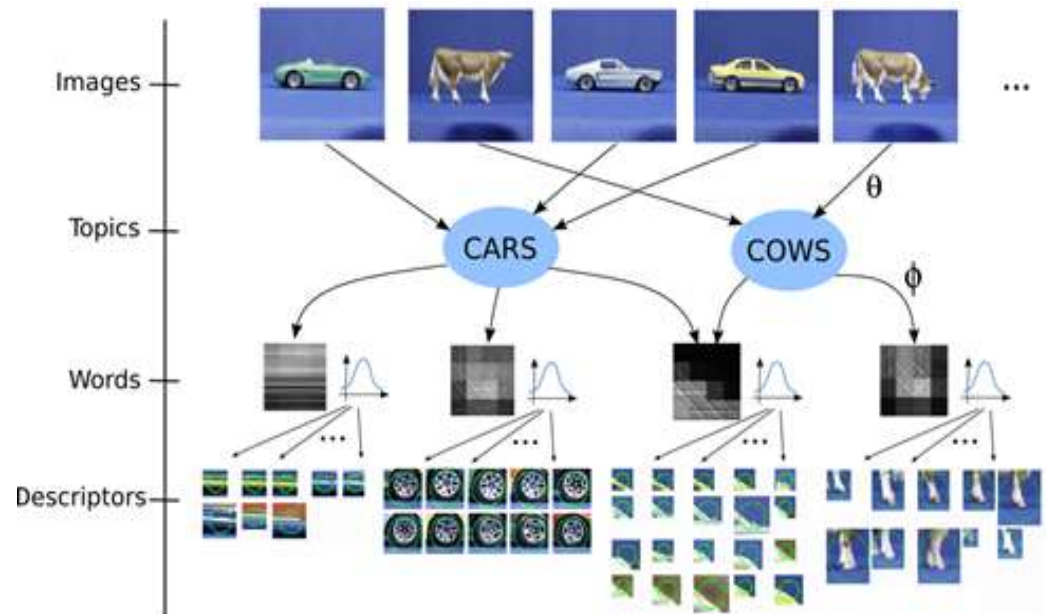 Images
...
θ
Topics
CARS
COWS
ϕ
Words
...
...
...
...
Descriptors